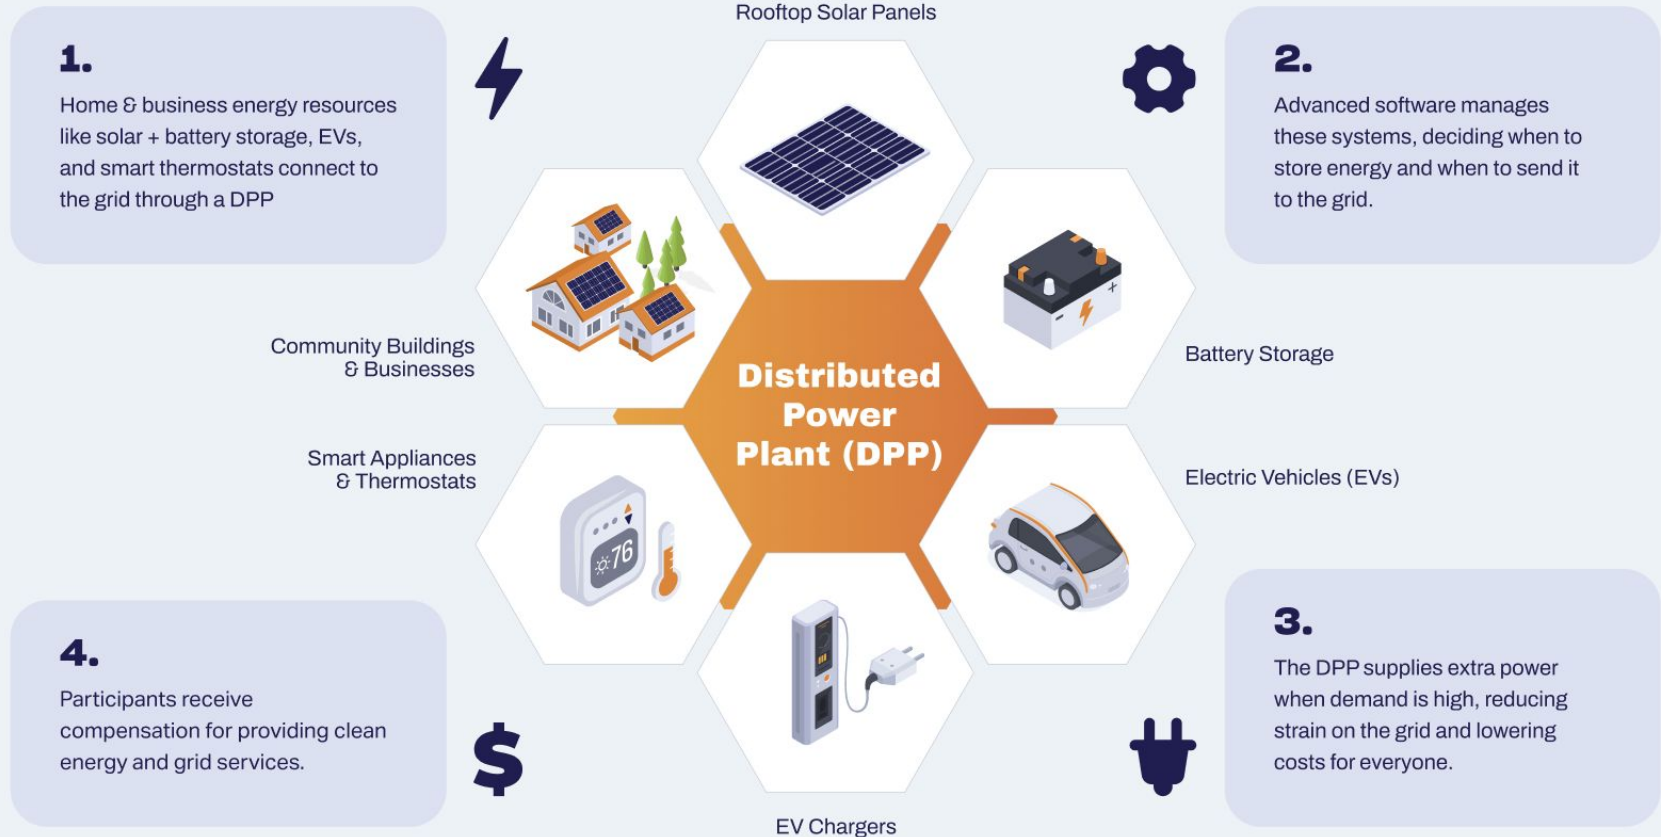 Rooftop Solar Panels
1.
Home & business energy resources
like solar + battery storage, EVs,
and smart thermostats connect to
the grid through a DPP
2.
Advanced software manages
these systems, deciding when to
store energy and when to send it
to the grid.
Community Buildings
& Businesses
Battery Storage
Distributed
Power
Plant (DPP)
Smart Appliances
& Thermostats
Electric Vehicles (EVs)
76
4.
Participants receive
compensation for providing clean
energy and grid services.
$
3.
The DPP supplies extra power
when demand is high, reducing
strain on the grid and lowering
costs for everyone.
EV Chargers